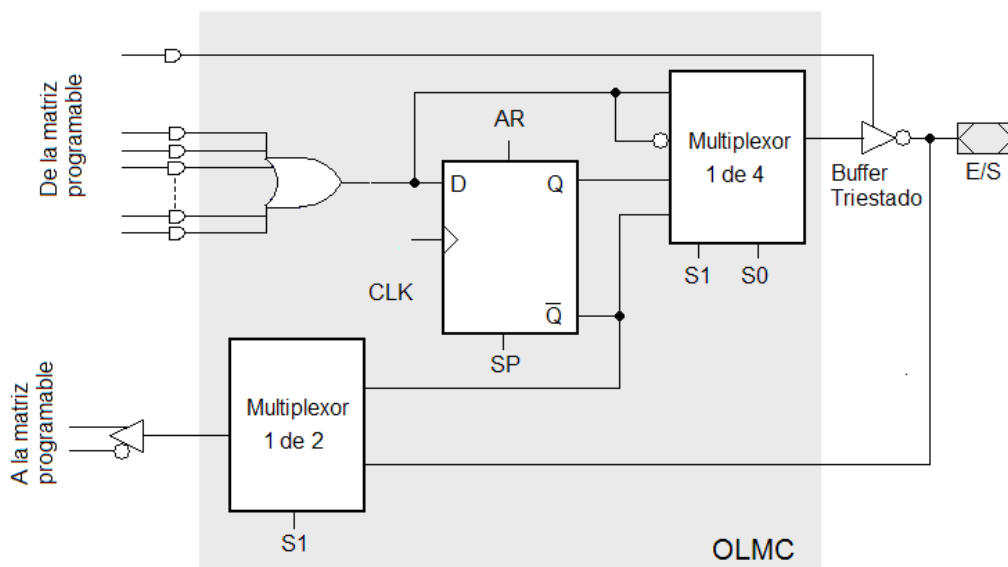 De la matriz
programable
AR
D
Q
CLK
Q̅
SP
Multiplexor
1 de 4
S1
S0
Buffer
Triestado
E/S
A la matriz
programable
Multiplexor
1 de 2
S1
OLMC